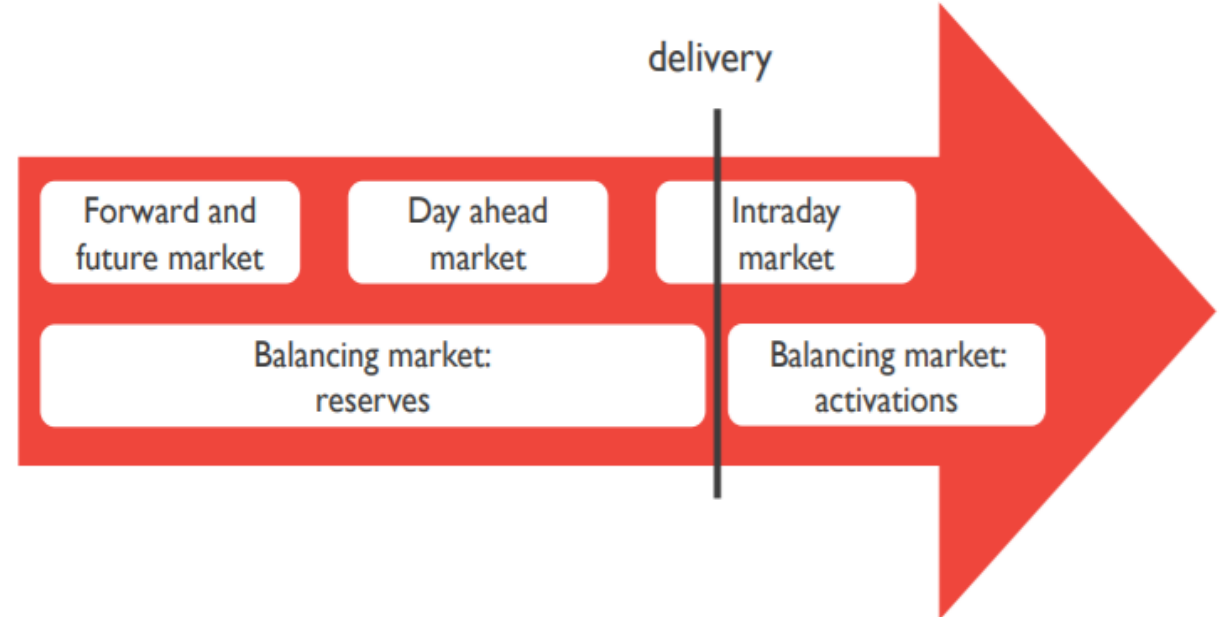 delivery
Forward and
future market
Day ahead
market
Intraday
market
Balancing market:
reserves
Balancing market:
activations